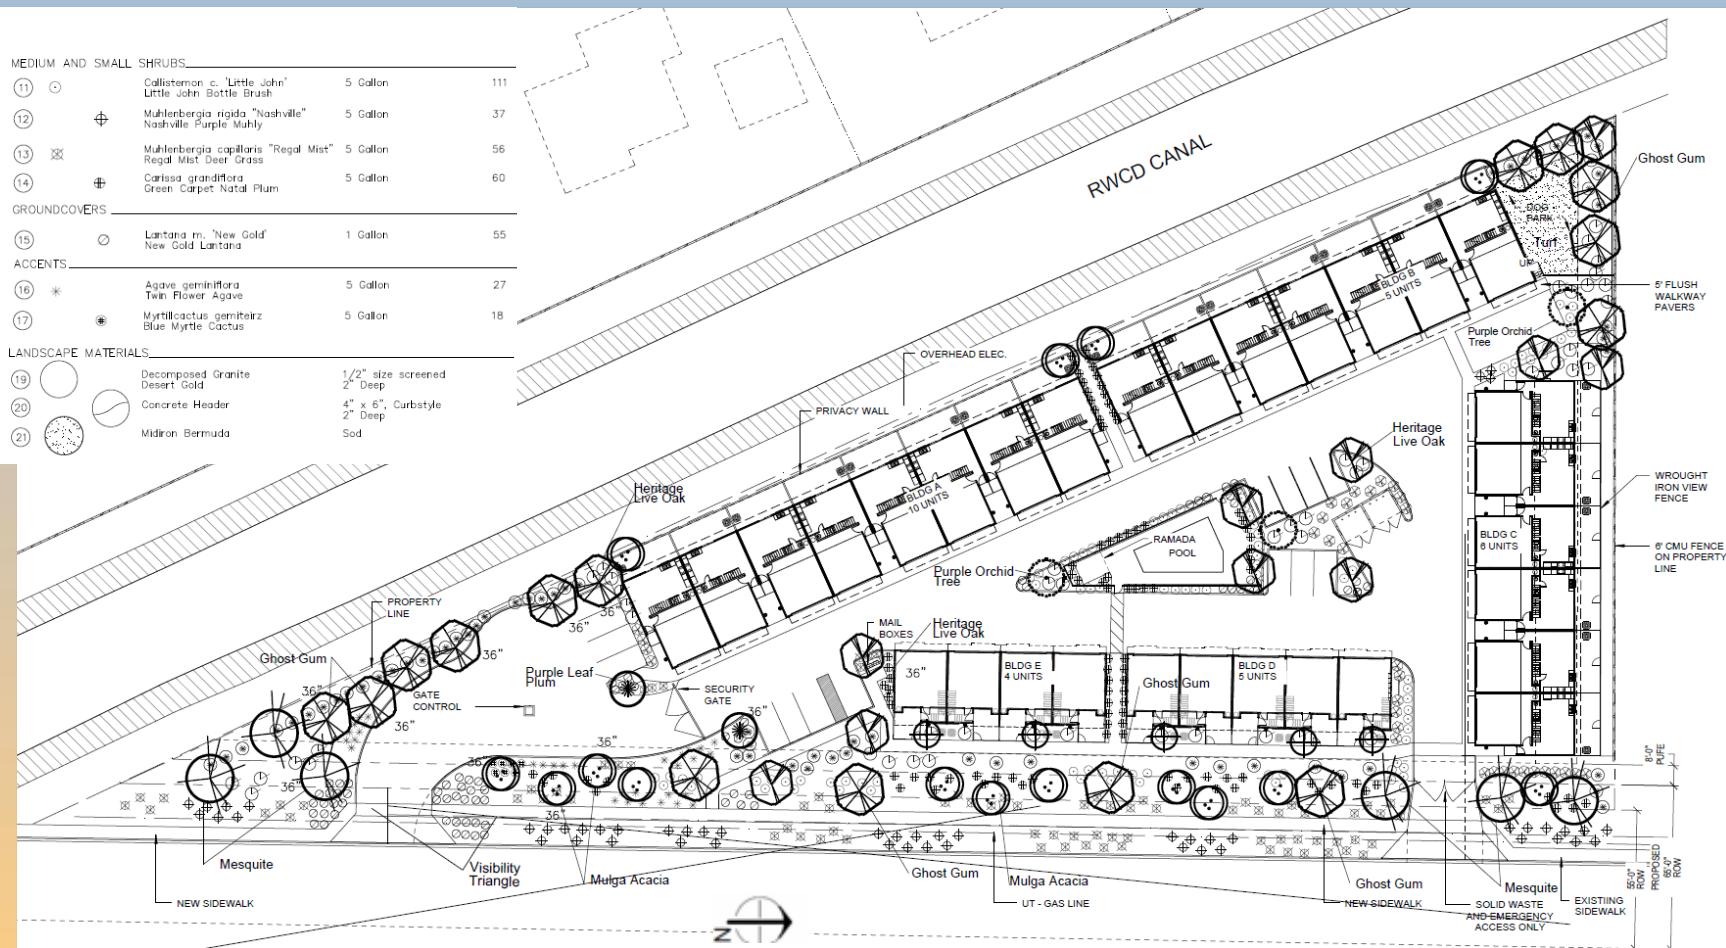 MEDIUM AND SMALL SHRUBS
11 Callistemon c. 'Little John' 5 Gallon 111
Little John Bottle Brush
12 Muhlenbergia rigida "Nashville" 5 Gallon 37
Nashville Purple Muhly
13 Muhlenbergia capillaris "Regal Mist" 5 Gallon 56
Regal Mist Deer Grass
14 Carissa grandiflora 5 Gallon 60
Green Carpet Natal Plum
GROUNDCOVERS
15 Lantana m. 'New Gold' 1 Gallon 55
New Gold Lantana
ACCENTS
16 Agave geminiflora 5 Gallon 27
Twin Flower Agave
17 Myrtillcactus gemiteirz 5 Gallon 18
Blue Myrtle Cactus
LANDSCAPE MATERIALS
19 Decomposed Granite 1/2" size screened
Desert Gold 2" Deep
20 Concrete Header 4" x 6", Curbstyle
2" Deep
21 Midiron Bermuda Sod
RWCD CANAL
Ghost Gum
DOG
PARK
Turf
UP
BLDG B
5 UNITS
5' FLUSH
WALKWAY
PAVERS
Purple Orchid
Tree
OVERHEAD ELEC.
PRIVACY WALL
Heritage
Live Oak
Heritage
Live Oak
BLDG A
10 UNITS
WROUGHT
IRON VIEW
FENCE
RAMADA
POOL
BLDG C
6 UNITS
6' CMU FENCE
ON PROPERTY
LINE
Purple Orchid
Tree
PROPERTY
LINE
36"
36"
MAIL
BOXES
Heritage
Live Oak
36"
Ghost Gum
Purple Leaf
Plum
36"
BLDG E
4 UNITS
BLDG D
5 UNITS
Ghost Gum
36"
GATE
CONTROL
SECURITY
GATE
36"
36"
36"
36"
36"
36"
8'-0"
PUFE
Mesquite
Visibility
Triangle
Mulga Acacia
Ghost Gum
Mulga Acacia
Ghost Gum
Mesquite
55'-0"
ROW
PROPOSED
65'-0"
ROW
NEW SIDEWALK
UT - GAS LINE
NEW SIDEWALK
SOLID WASTE
AND EMERGENCY
ACCESS ONLY
EXISTIING
SIDEWALK
N